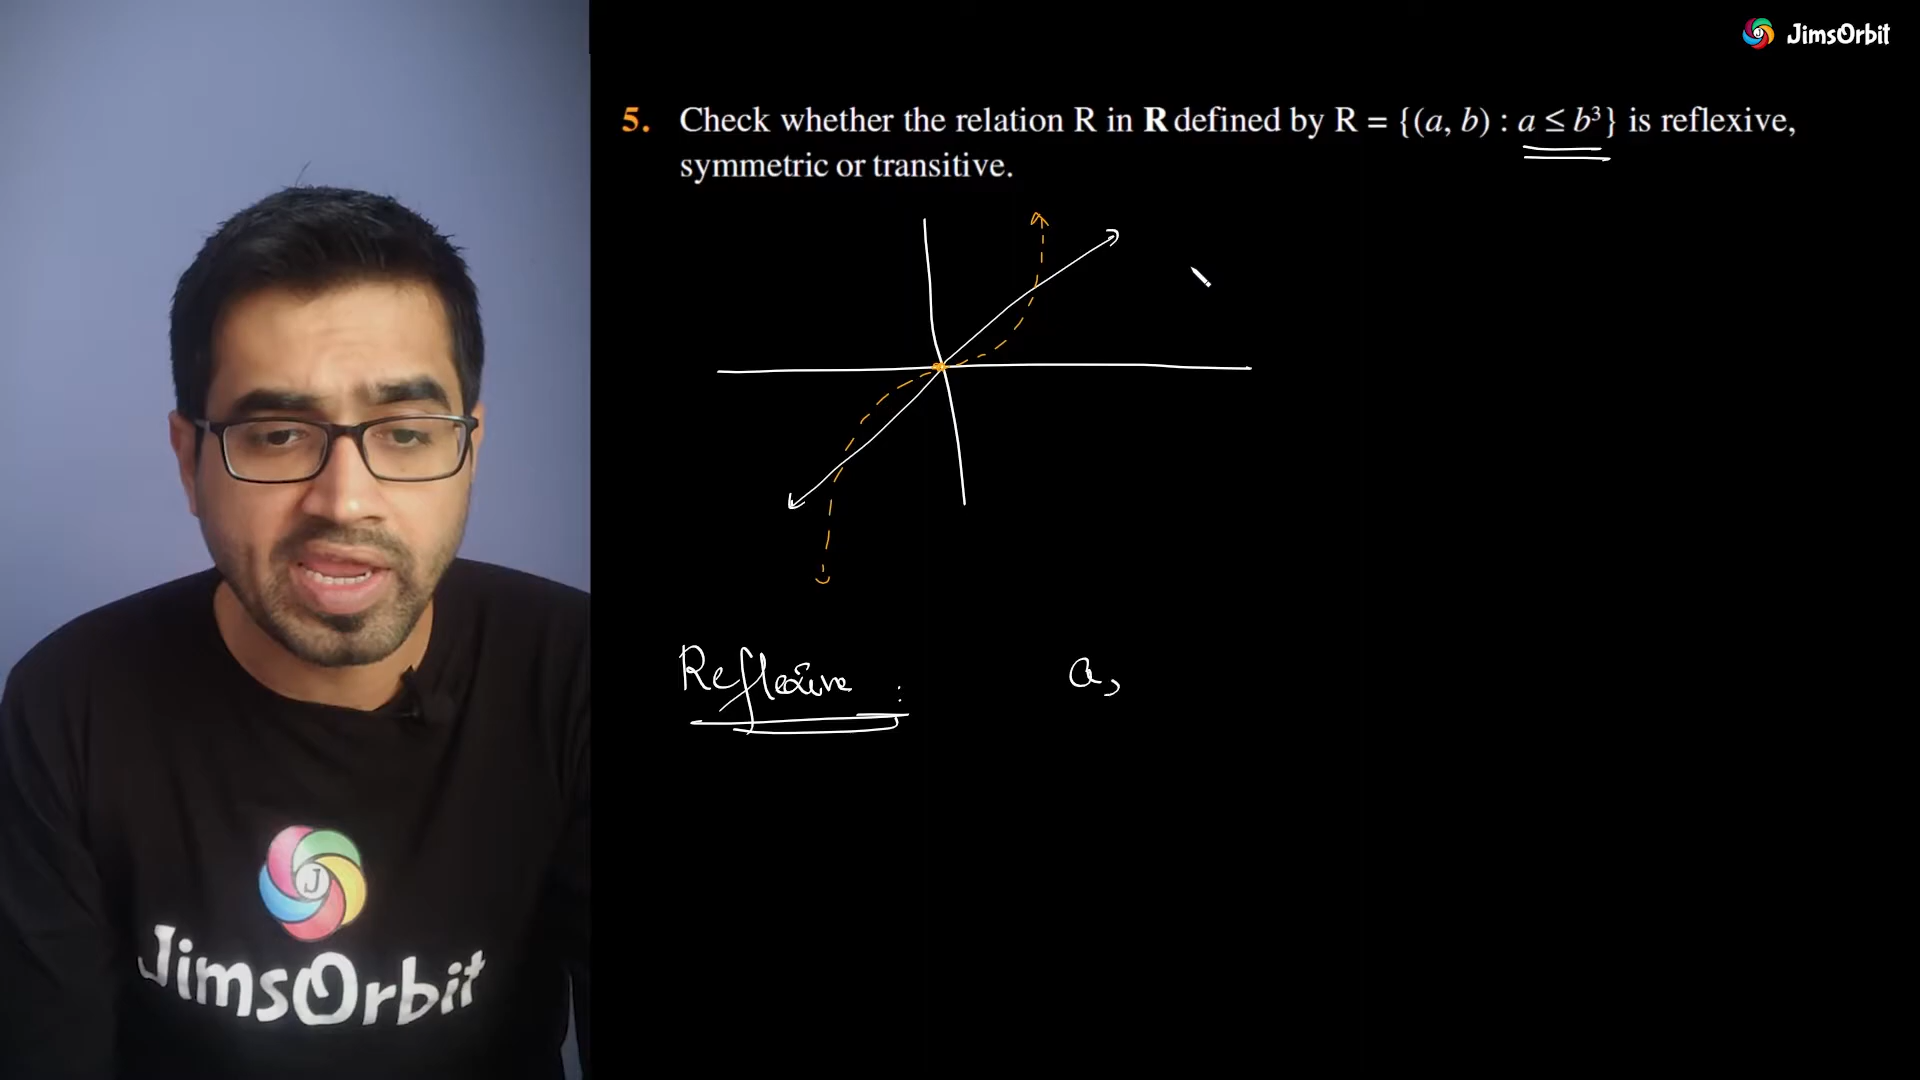 JimsOrbit
5. Check whether the relation R in R defined by R = {(a, b) : a ≤ b³} is reflexive,
symmetric or transitive.
Reflexive : a,
J
JimsOrbit